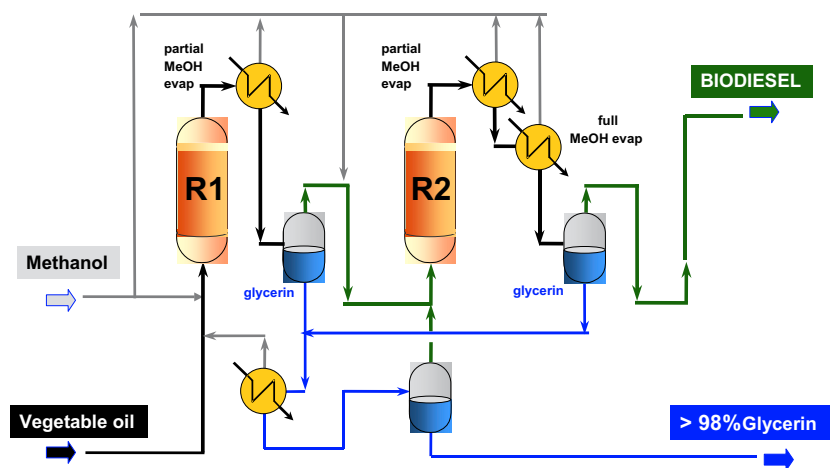 partial
MeOH
evap
partial
MeOH
evap
BIODIESEL
full
MeOH evap
R1
R2
Methanol
glycerin
glycerin
Vegetable oil
> 98%Glycerin